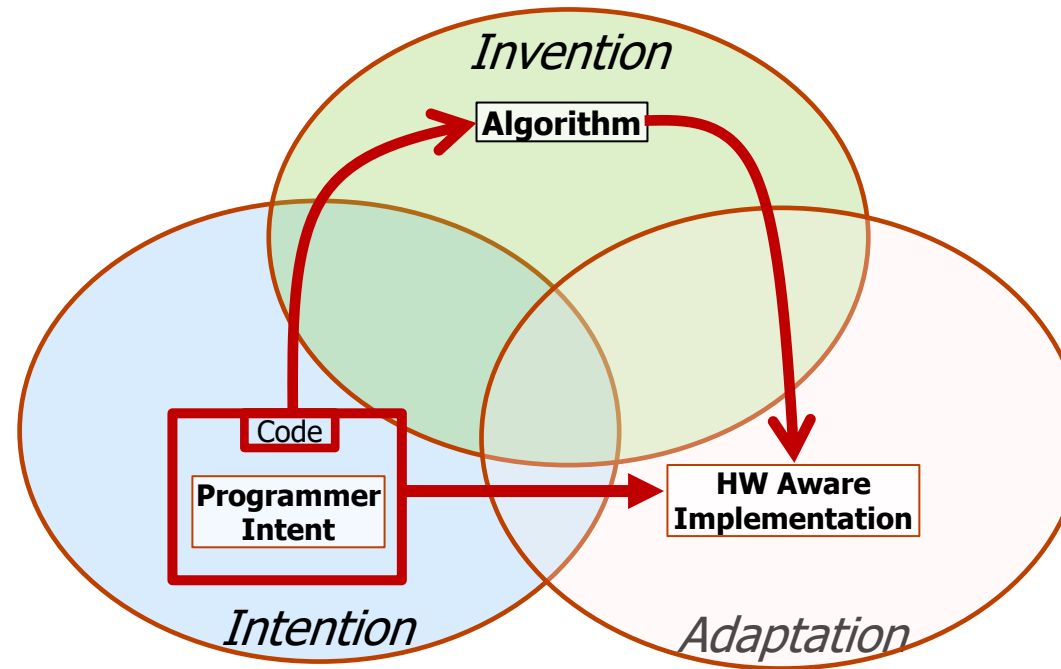 Invention
Algorithm
Code
Programmer
Intent
HW Aware
Implementation
Intention
Adaptation